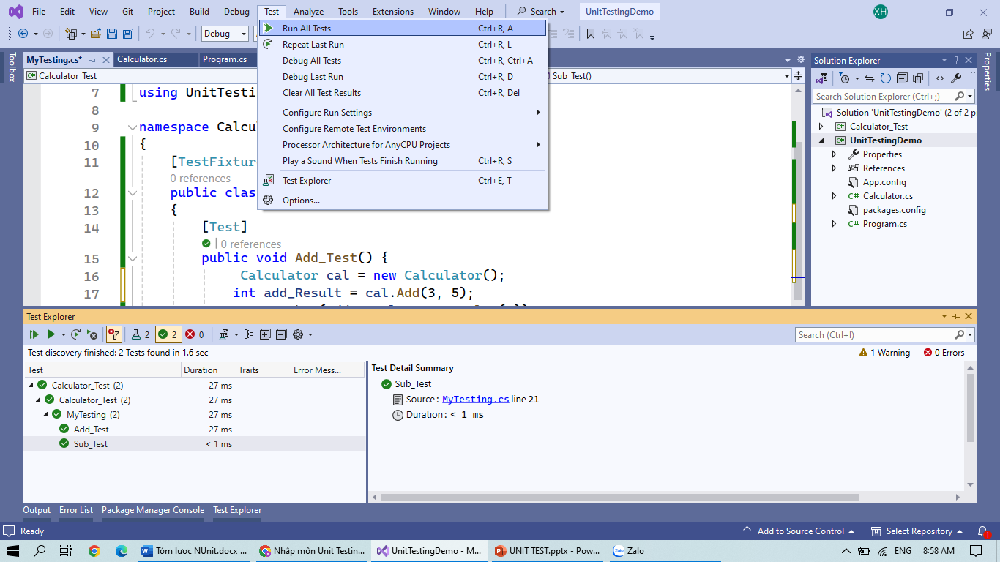 File Edit View Git Project Build Debug Test Analyze Tools Extensions Window Help Search UnitTestingDemo XH
Debug
Run All Tests Ctrl+R, A
Repeat Last Run Ctrl+R, L
Debug All Tests Ctrl+R, Ctrl+A
Debug Last Run Ctrl+R, D
Clear All Test Results Ctrl+R, Del
Configure Run Settings
Configure Remote Test Environments
Processor Architecture for AnyCPU Projects
Play a Sound When Tests Finish Running Ctrl+R, S
Test Explorer Ctrl+E, T
Options...
Toolbox
MyTesting.cs* Calculator.cs Program.cs
Calculator_Test Sub_Test()
7 using UnitTesti
8
9 namespace Calcu
10 {
11 [TestFixtur
0 references
12 public clas
13 {
14 [Test]
0 references
15 public void Add_Test() {
16 Calculator cal = new Calculator();
17 int add_Result = cal.Add(3, 5);
Solution Explorer
Search Solution Explorer (Ctrl+;)
Solution 'UnitTestingDemo' (2 of 2 p
Calculator_Test
UnitTestingDemo
Properties
References
App.config
Calculator.cs
packages.config
Program.cs
Properties
Test Explorer
2 2 0
Search (Ctrl+I)
Test discovery finished: 2 Tests found in 1.6 sec 1 Warning 0 Errors
Test Duration Traits Error Mess...
Calculator_Test (2) 27 ms
Calculator_Test (2) 27 ms
MyTesting (2) 27 ms
Add_Test 27 ms
Sub_Test < 1 ms
Test Detail Summary
Sub_Test
Source: MyTesting.cs line 21
Duration: < 1 ms
Output Error List Package Manager Console Test Explorer
Ready Add to Source Control Select Repository 1
Tóm lược NUnit.docx ... Nhập môn Unit Testin... UnitTestingDemo - M... UNIT TEST.pptx - Pow... Zalo ENG 8:58 AM